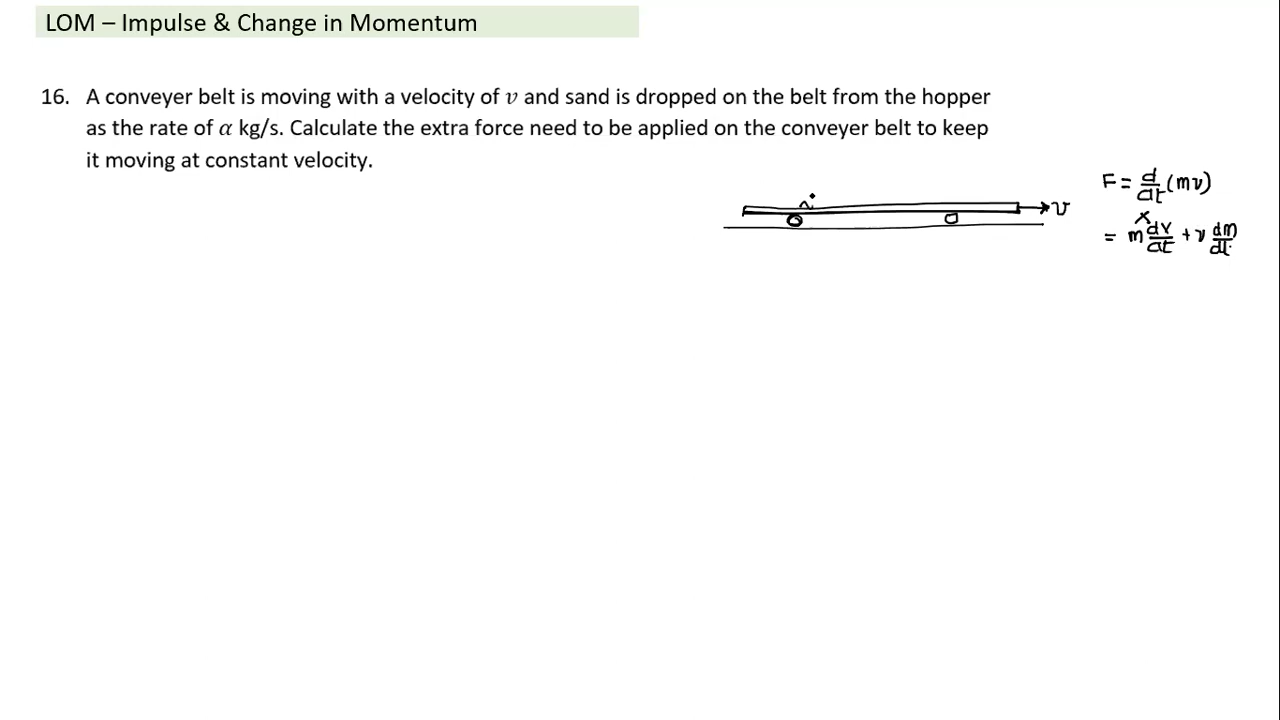 LOM – Impulse & Change in Momentum
16. A conveyer belt is moving with a velocity of v and sand is dropped on the belt from the hopper
as the rate of α kg/s. Calculate the extra force need to be applied on the conveyer belt to keep
it moving at constant velocity.
v
F = d/dt (mv)
= m dv/dt + v dm/dt